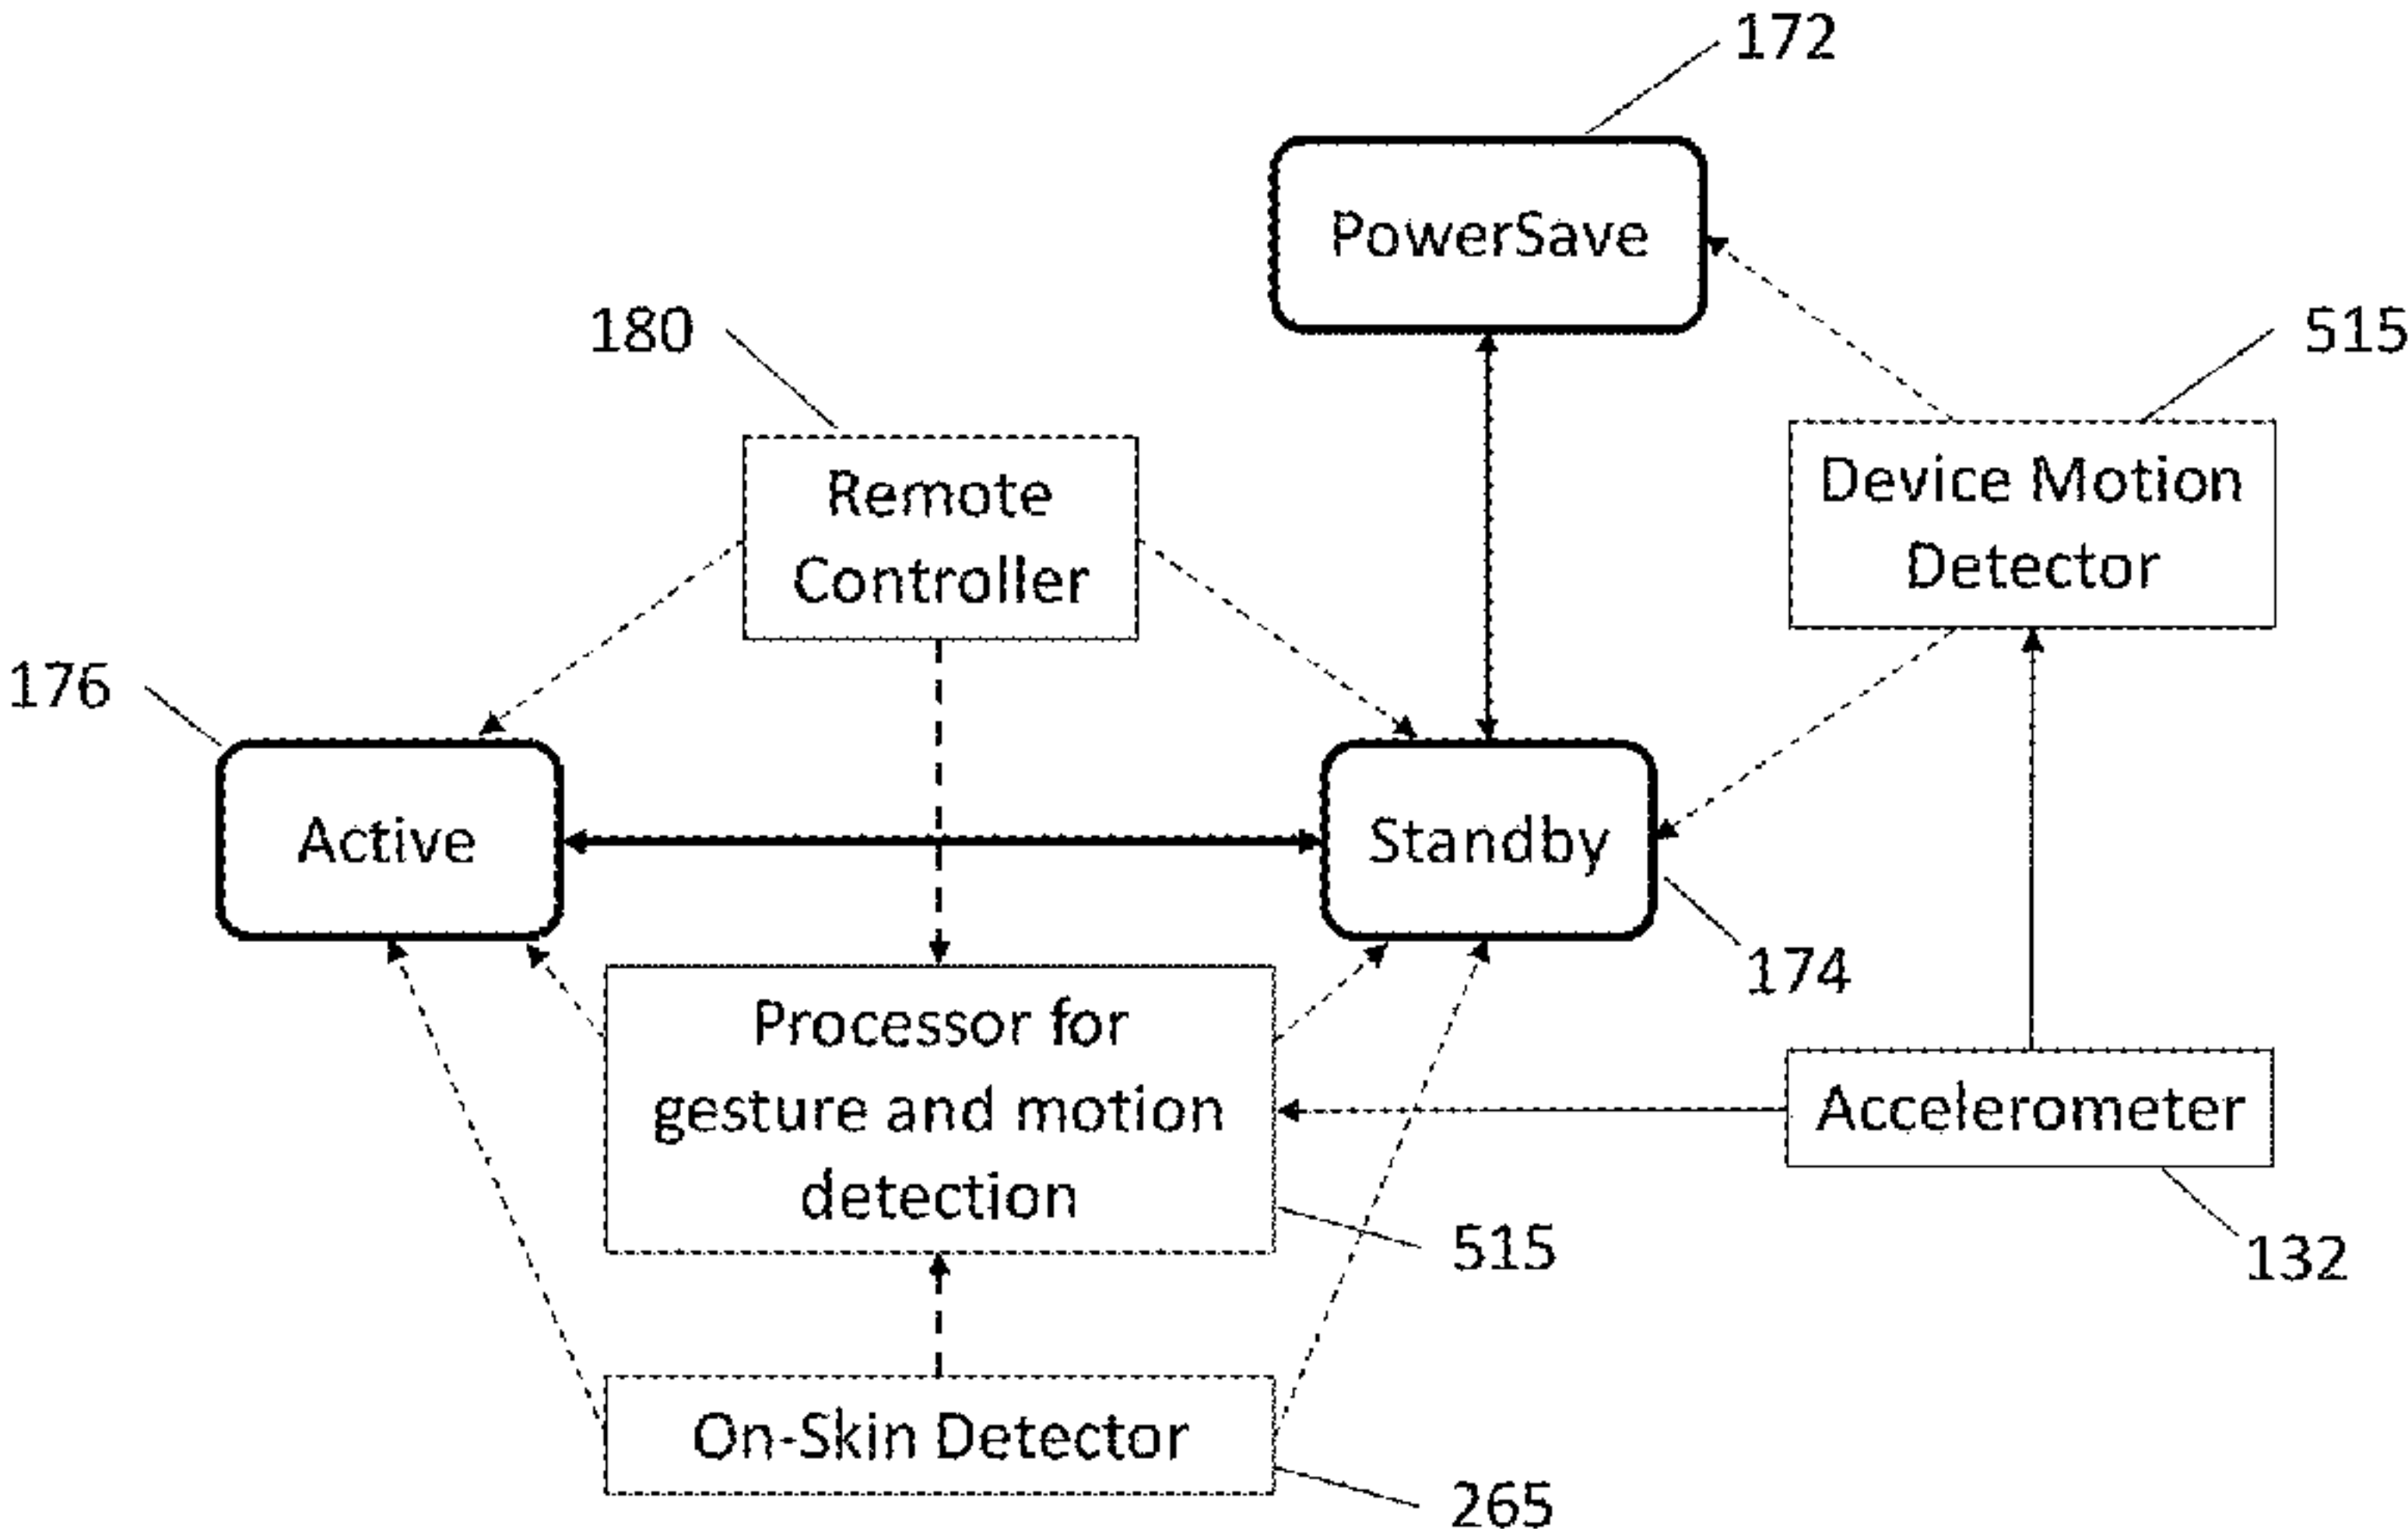 172
PowerSave
180
515
Remote
Controller
Device Motion
Detector
176
Active
Standby
174
Processor for
gesture and motion
detection
Accelerometer
515
132
On-Skin Detector
265